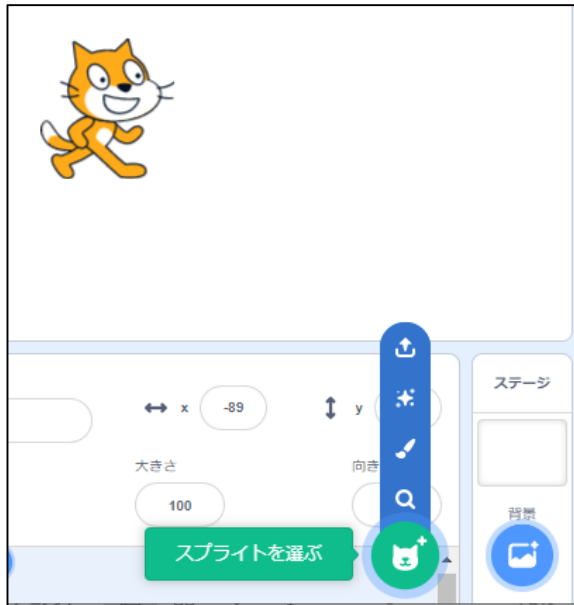 ステージ
x -89 y
大きさ 向き
100
背景
スプライトを選ぶ